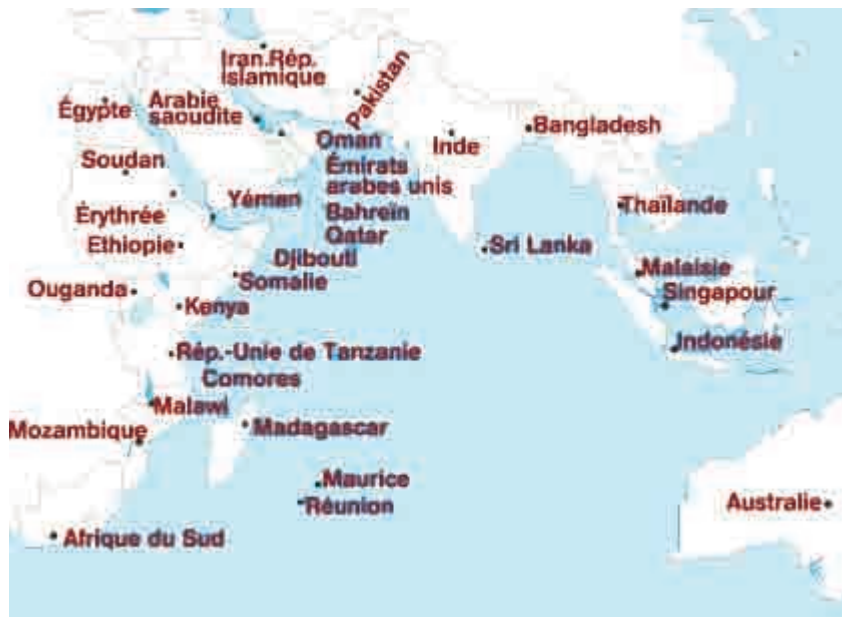 Iran.Rép.
Islamique
Pakistan
Égypte
Arabie
saoudite
Oman
Inde
Bangladesh
Soudan
Émirats
arabes unis
Yémen
Thaïlande
Érythrée
Bahreïn
Qatar
Ethiopie
Sri Lanka
Djibouti
Somalie
Malaisie
Ouganda
Singapour
Kenya
Indonésié
Rép.-Unie de Tanzanie
Comores
Malawi
Mozambique
Madagascar
Maurice
Réunion
Australie
Afrique du Sud